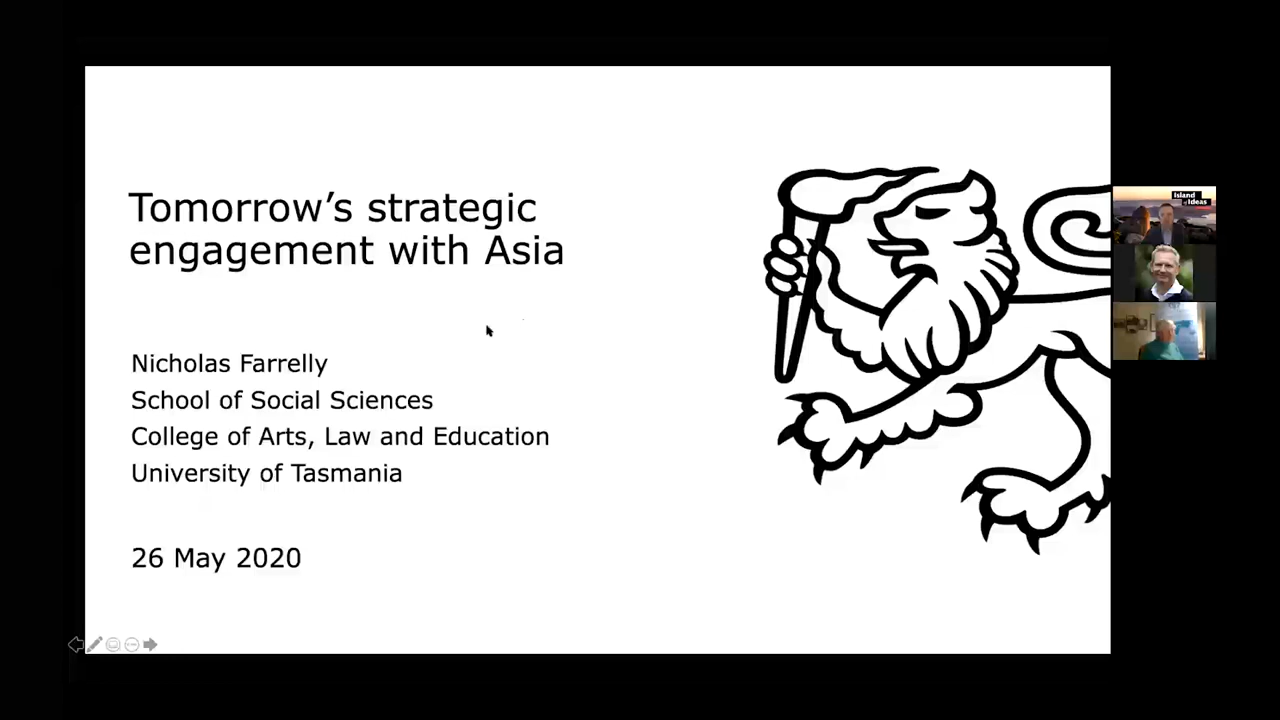 Tomorrow’s strategic
engagement with Asia
Nicholas Farrelly
School of Social Sciences
College of Arts, Law and Education
University of Tasmania
26 May 2020
Island
of Ideas